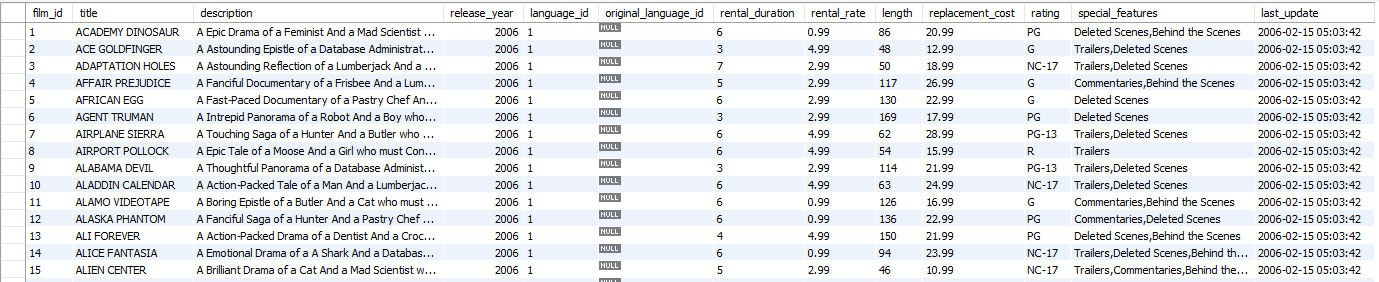 film_id title description release_year language_id original_language_id rental_duration rental_rate length replacement_cost rating special_features last_update
1 ACADEMY DINOSAUR A Epic Drama of a Feminist And a Mad Scientist ... 2006 1 NULL 6 0.99 86 20.99 PG Deleted Scenes,Behind the Scenes 2006-02-15 05:03:42
2 ACE GOLDFINGER A Astounding Epistle of a Database Administrat... 2006 1 NULL 3 4.99 48 12.99 G Trailers,Deleted Scenes 2006-02-15 05:03:42
3 ADAPTATION HOLES A Astounding Reflection of a Lumberjack And a ... 2006 1 NULL 7 2.99 50 18.99 NC-17 Trailers,Deleted Scenes 2006-02-15 05:03:42
4 AFFAIR PREJUDICE A Fanciful Documentary of a Frisbee And a Lum... 2006 1 NULL 5 2.99 117 26.99 G Commentaries,Behind the Scenes 2006-02-15 05:03:42
5 AFRICAN EGG A Fast-Paced Documentary of a Pastry Chef An... 2006 1 NULL 6 2.99 130 22.99 G Deleted Scenes 2006-02-15 05:03:42
6 AGENT TRUMAN A Intrepid Panorama of a Robot And a Boy who... 2006 1 NULL 3 2.99 169 17.99 PG Deleted Scenes 2006-02-15 05:03:42
7 AIRPLANE SIERRA A Touching Saga of a Hunter And a Butler who ... 2006 1 NULL 6 4.99 62 28.99 PG-13 Trailers,Deleted Scenes 2006-02-15 05:03:42
8 AIRPORT POLLOCK A Epic Tale of a Moose And a Girl who must Con... 2006 1 NULL 6 4.99 54 15.99 R Trailers 2006-02-15 05:03:42
9 ALABAMA DEVIL A Thoughtful Panorama of a Database Administ... 2006 1 NULL 3 2.99 114 21.99 PG-13 Trailers,Deleted Scenes 2006-02-15 05:03:42
10 ALADDIN CALENDAR A Action-Packed Tale of a Man And a Lumberjac... 2006 1 NULL 6 4.99 63 24.99 NC-17 Trailers,Deleted Scenes 2006-02-15 05:03:42
11 ALAMO VIDEOTAPE A Boring Epistle of a Butler And a Cat who must ... 2006 1 NULL 6 0.99 126 16.99 G Commentaries,Behind the Scenes 2006-02-15 05:03:42
12 ALASKA PHANTOM A Fanciful Saga of a Hunter And a Pastry Chef ... 2006 1 NULL 6 0.99 136 22.99 PG Commentaries,Deleted Scenes 2006-02-15 05:03:42
13 ALI FOREVER A Action-Packed Drama of a Dentist And a Croc... 2006 1 NULL 4 4.99 150 21.99 PG Deleted Scenes,Behind the Scenes 2006-02-15 05:03:42
14 ALICE FANTASIA A Emotional Drama of a A Shark And a Databas... 2006 1 NULL 6 0.99 94 23.99 NC-17 Trailers,Deleted Scenes,Behind th... 2006-02-15 05:03:42
15 ALIEN CENTER A Brilliant Drama of a Cat And a Mad Scientist w... 2006 1 NULL 5 2.99 46 10.99 NC-17 Trailers,Commentaries,Behind the... 2006-02-15 05:03:42